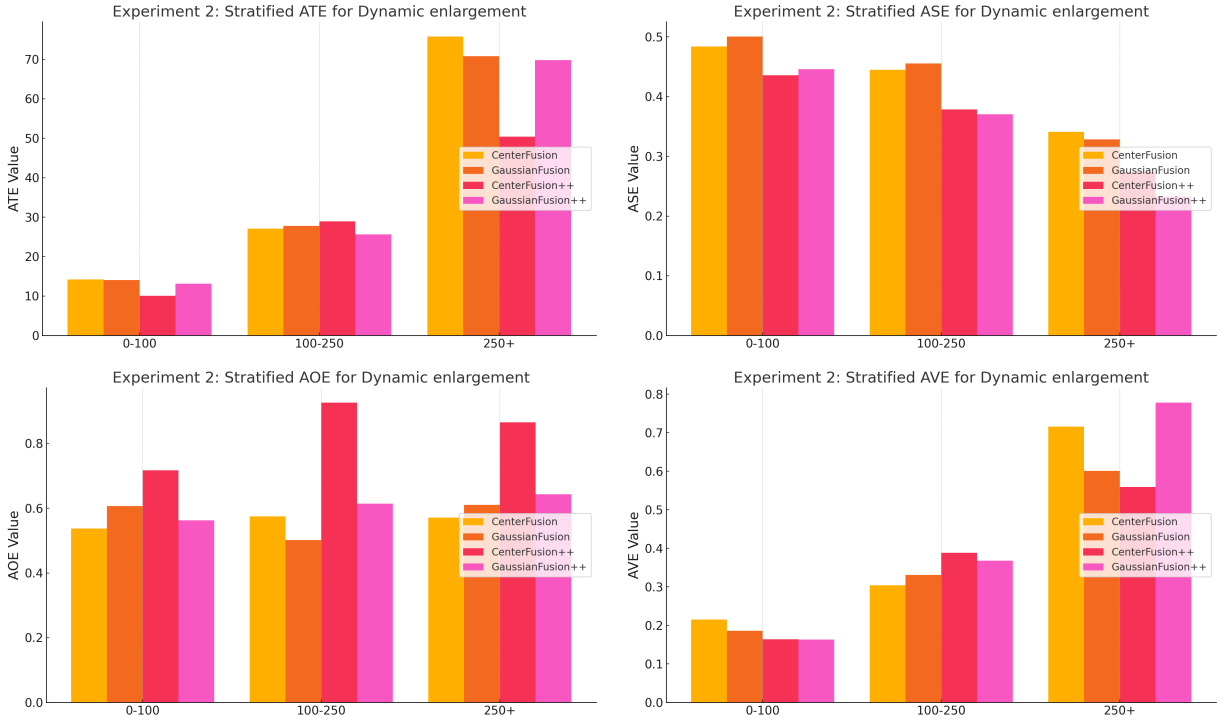 Experiment 2: Stratified ATE for Dynamic enlargement
ATE Value
70
60
50
40
30
20
10
0
0-100
100-250
250+
CenterFusion
GaussianFusion
CenterFusion++
GaussianFusion++
Experiment 2: Stratified ASE for Dynamic enlargement
ASE Value
0.5
0.4
0.3
0.2
0.1
0.0
0-100
100-250
250+
CenterFusion
GaussianFusion
CenterFusion++
GaussianFusion++
Experiment 2: Stratified AOE for Dynamic enlargement
AOE Value
0.8
0.6
0.4
0.2
0.0
0-100
100-250
250+
CenterFusion
GaussianFusion
CenterFusion++
GaussianFusion++
Experiment 2: Stratified AVE for Dynamic enlargement
AVE Value
0.8
0.7
0.6
0.5
0.4
0.3
0.2
0.1
0.0
0-100
100-250
250+
CenterFusion
GaussianFusion
CenterFusion++
GaussianFusion++